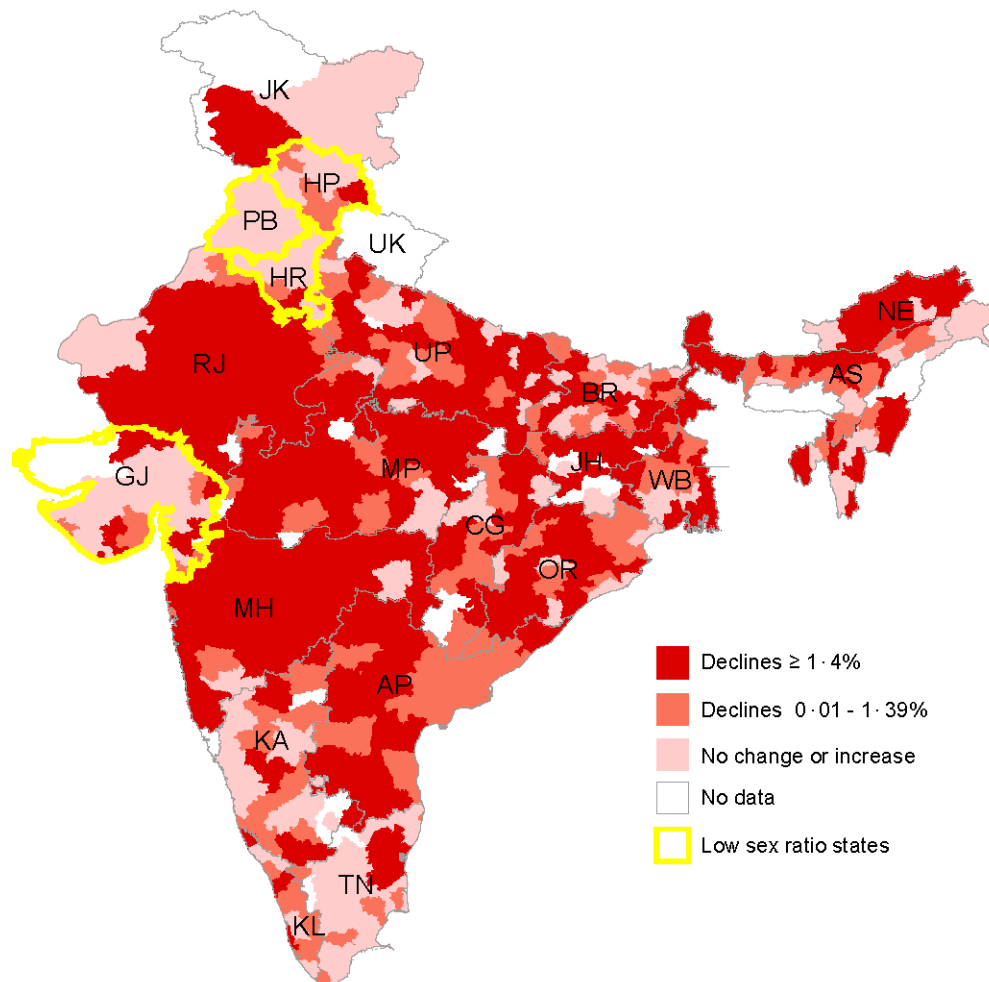 JK
HP
PB
UK
HR
NE
RJ
UP
AS
BR
GJ
MP
JH
WB
CG
OR
MH
Declines ≥ 1·4%
AP
Declines 0·01 - 1·39%
KA
No change or increase
No data
Low sex ratio states
TN
KL